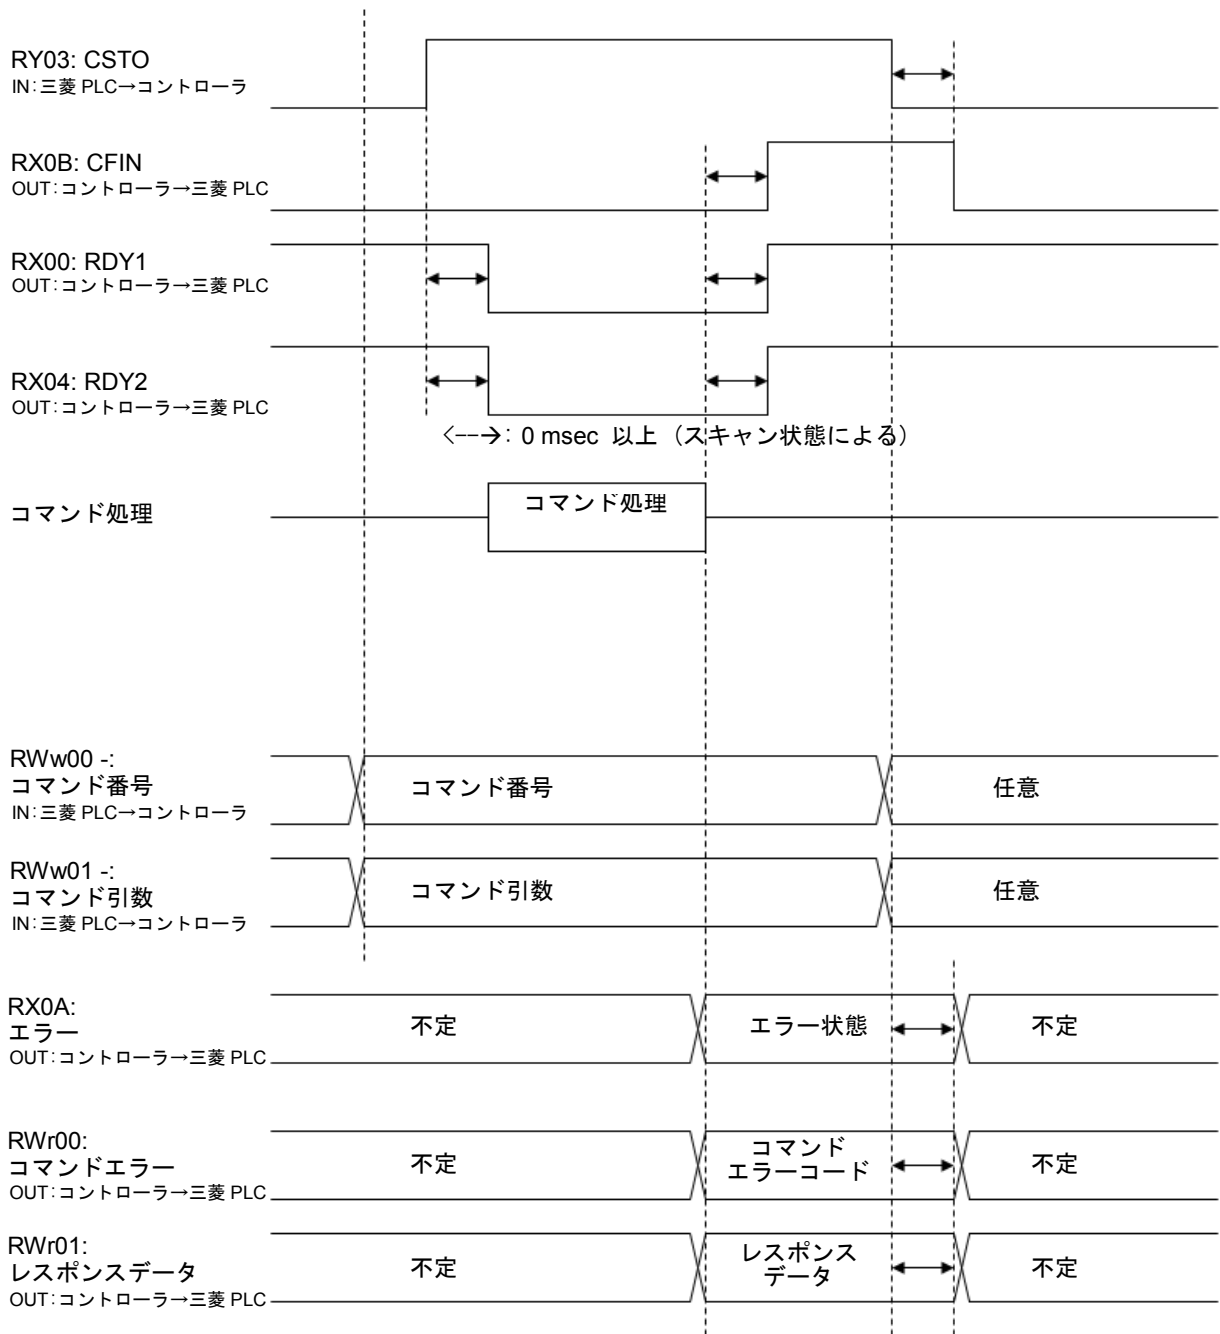 RY03: CSTO
IN:三菱 PLC→コントローラ
RX0B: CFIN
OUT:コントローラ→三菱 PLC
RX00: RDY1
OUT:コントローラ→三菱 PLC
RX04: RDY2
OUT:コントローラ→三菱 PLC
<--→: 0 msec 以上（スキャン状態による）
コマンド処理
コマンド処理
RWw00 -:
コマンド番号
IN:三菱 PLC→コントローラ
コマンド番号
任意
RWw01 -:
コマンド引数
IN:三菱 PLC→コントローラ
コマンド引数
任意
RX0A:
エラー
OUT:コントローラ→三菱 PLC
不定
エラー状態
不定
RWr00:
コマンドエラー
OUT:コントローラ→三菱 PLC
不定
コマンド
エラーコード
不定
RWr01:
レスポンスデータ
OUT:コントローラ→三菱 PLC
不定
レスポンス
データ
不定